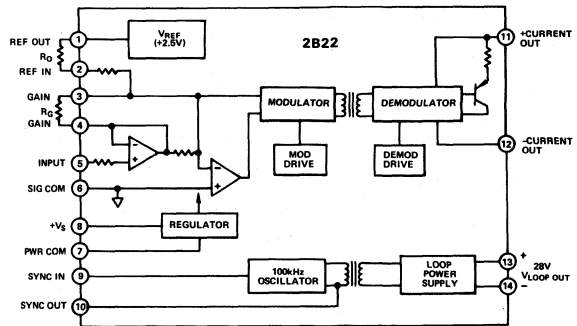 REF OUT
1
VREF
(+2.5V)
2B22
11
+CURRENT
OUT
RO
REF IN
2
GAIN
3
MODULATOR
DEMODULATOR
RG
GAIN
4
−
+
INPUT
5
MOD
DRIVE
DEMOD
DRIVE
12
−CURRENT
OUT
SIG COM
6
−
+
+VS
8
REGULATOR
PWR COM
7
SYNC IN
9
100kHz
OSCILLATOR
LOOP
POWER
SUPPLY
13
+
28V
VLOOP OUT
14
−
SYNC OUT
10